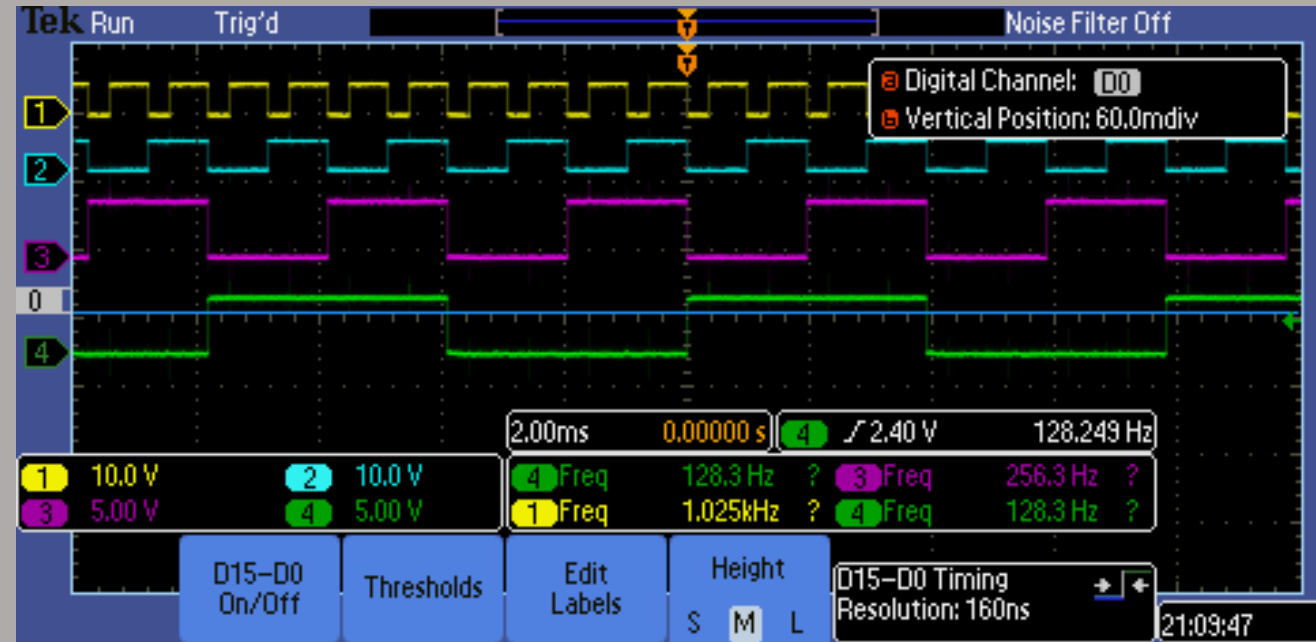 Tek Run Trig'd Noise Filter Off
T
T
a Digital Channel: D0
b Vertical Position: 60.0mdiv
1
2
3
0
4
2.00ms 0.00000 s 4 2.40 V 128.249 Hz
1 10.0 V 2 10.0 V
3 5.00 V 4 5.00 V
4 Freq 128.3 Hz ? 3 Freq 256.3 Hz ?
1 Freq 1.025kHz ? 4 Freq 128.3 Hz ?
D15–D0
On/Off
Thresholds
Edit
Labels
Height
S M L
D15–D0 Timing
Resolution: 160ns
21:09:47